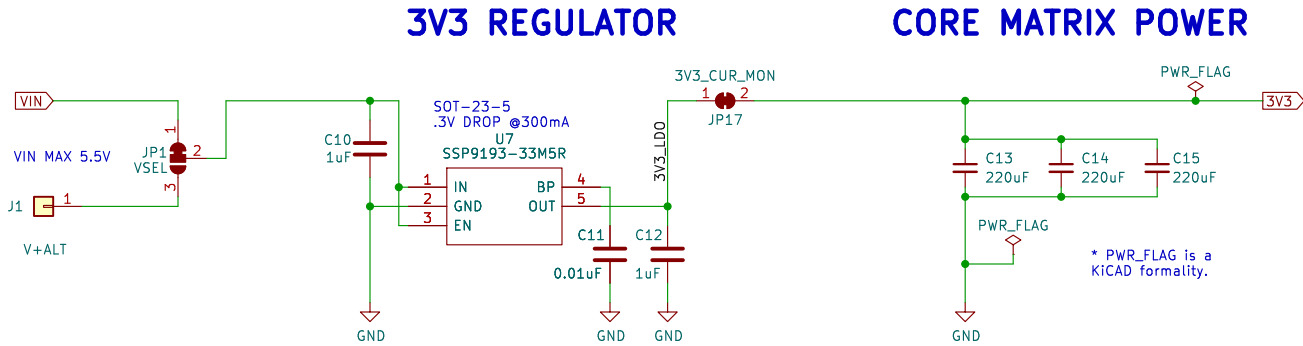 3V3 REGULATOR
CORE MATRIX POWER
VIN
1
JP1
VSEL
2
3
VIN MAX 5.5V
J1
1
V+ALT
C10
1uF
GND
SOT-23-5
.3V DROP @300mA
U7
SSP9193-33M5R
1
IN
2
GND
3
EN
BP
4
OUT
5
C11
0.01uF
GND
C12
1uF
GND
3V3_LDO
3V3_CUR_MON
1
2
JP17
PWR_FLAG
3V3
C13
220uF
C14
220uF
C15
220uF
PWR_FLAG
GND
* PWR_FLAG is a
KiCAD formality.